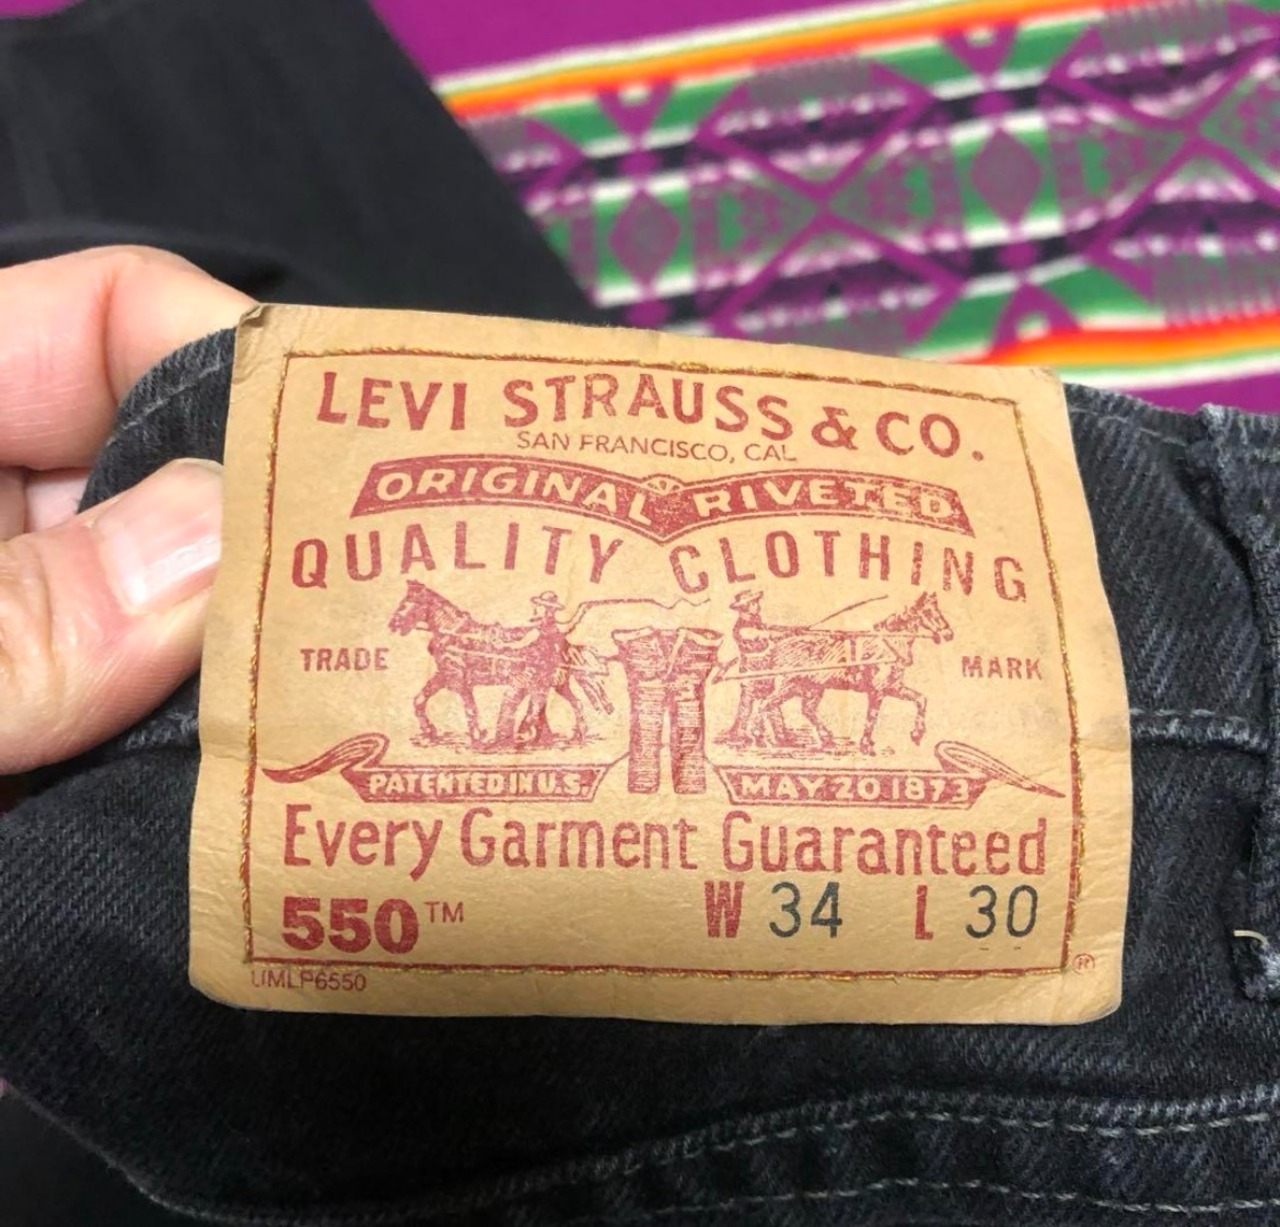 LEVI STRAUSS & CO.
SAN FRANCISCO, CAL
ORIGINAL RIVETED
QUALITY CLOTHING
TRADE MARK
PATENTED IN U.S. MAY 20 1873
Every Garment Guaranteed
550™ W 34 L 30
UMLP6550 ®